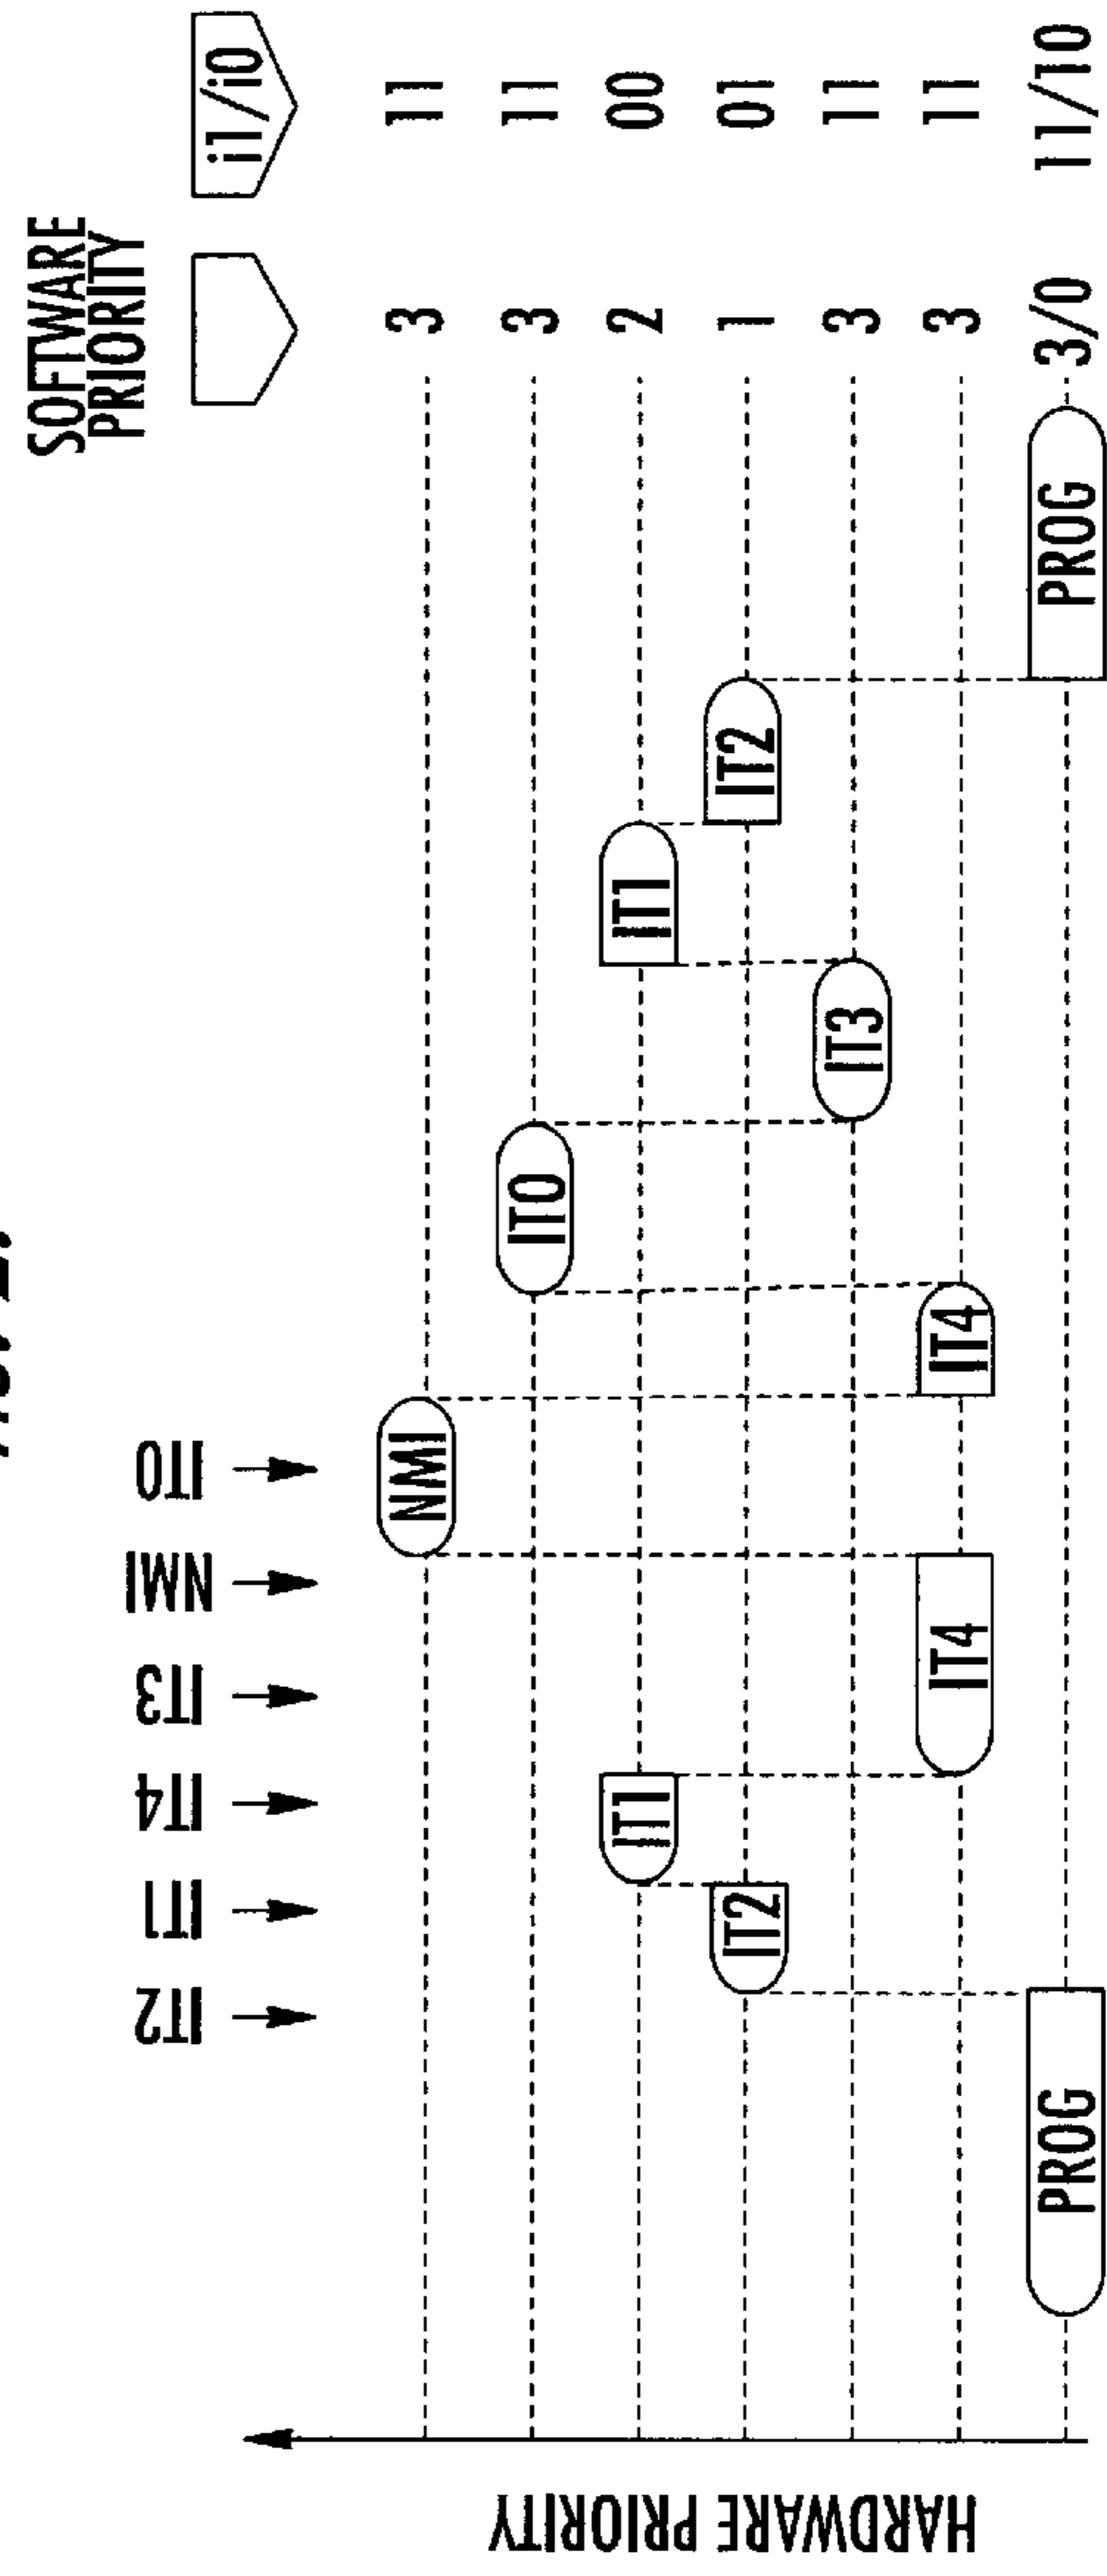 SOFTWARE
PRIORITY
i1/i0
IT2
IT1
IT4
IT3
NMI
IT0
NMI
3
11
IT0
3
11
IT1
IT1
2
00
IT2
IT2
1
01
IT3
3
11
IT4
IT4
3
11
PROG
PROG
3/0
11/10
HARDWARE PRIORITY